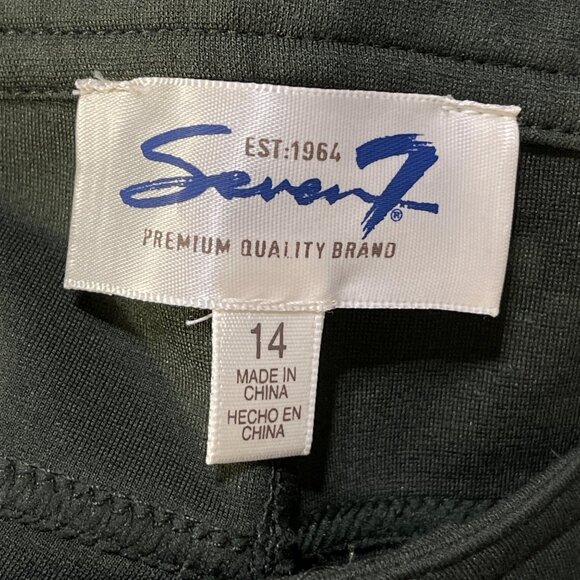 EST:1964
Seven7®
PREMIUM QUALITY BRAND
14
MADE IN
CHINA
HECHO EN
CHINA